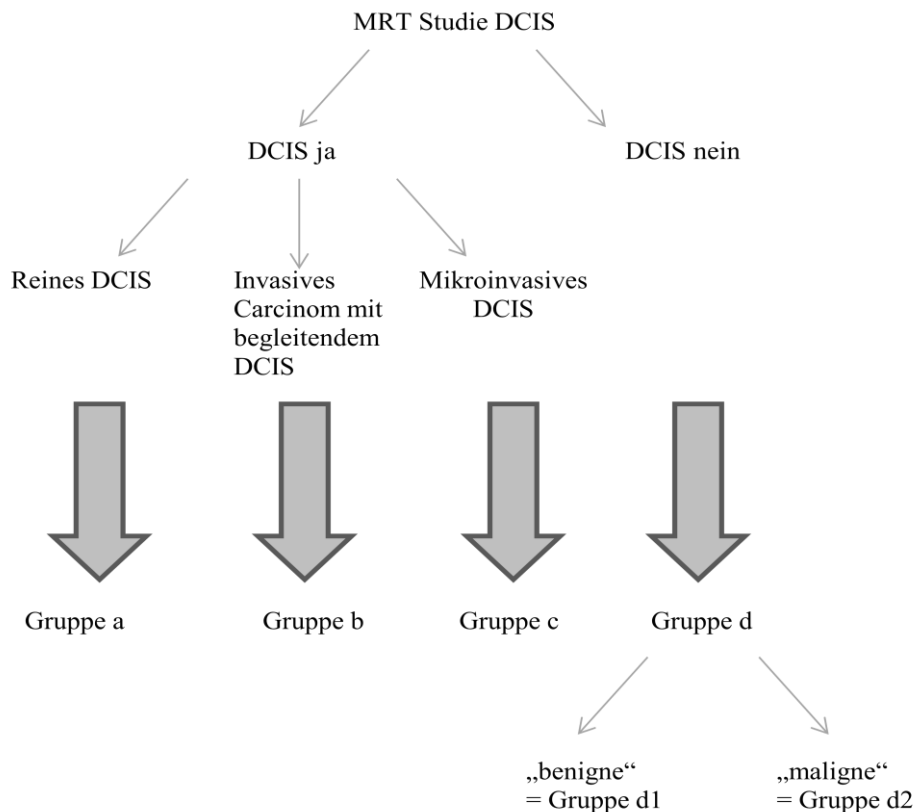 MRT Studie DCIS
DCIS ja
DCIS nein
Reines DCIS
Invasives
Carcinom mit
begleitendem
DCIS
Mikroinvasives
DCIS
Gruppe a
Gruppe b
Gruppe c
Gruppe d
„benigne“
= Gruppe d1
„maligne“
= Gruppe d2